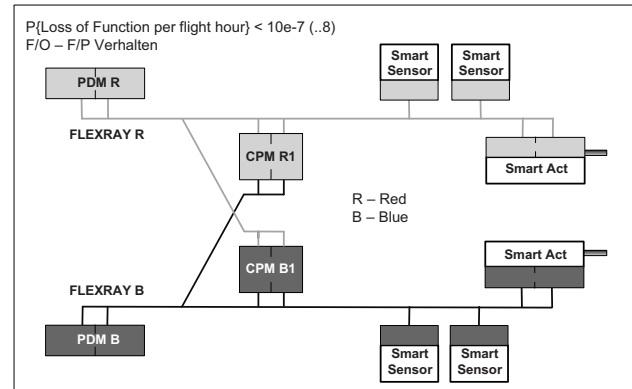 P{Loss of Function per flight hour} < 10e-7 (..8)
F/O – F/P Verhalten
Smart
Sensor
Smart
Sensor
PDM R
FLEXRAY R
CPM R1
Smart Act
R – Red
B – Blue
CPM B1
Smart Act
FLEXRAY B
PDM B
Smart
Sensor
Smart
Sensor